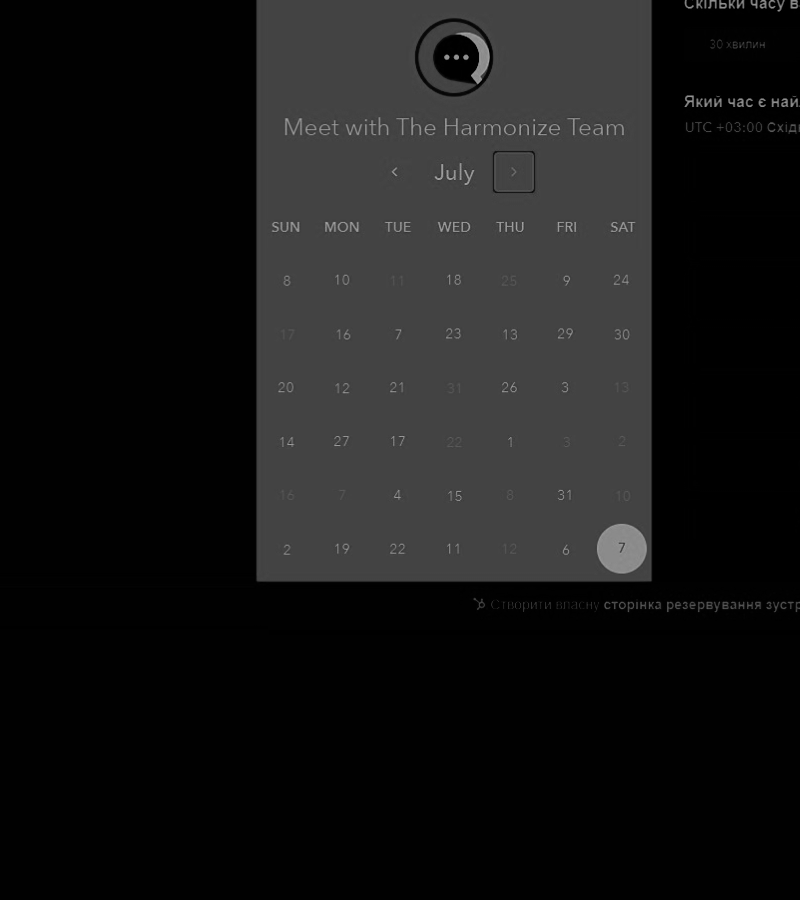 Скільки часу в
30 хвилин
Який час є най
UTC +03:00 Східн
Meet with The Harmonize Team
July
SUN MON TUE WED THU FRI SAT
8 10 11 18 25 9 24
17 16 7 23 13 29 30
20 12 21 31 26 3 13
14 27 17 22 1 3 2
16 7 4 15 8 31 10
2 19 22 11 12 6 7
Створити власну сторінка резервування зустр